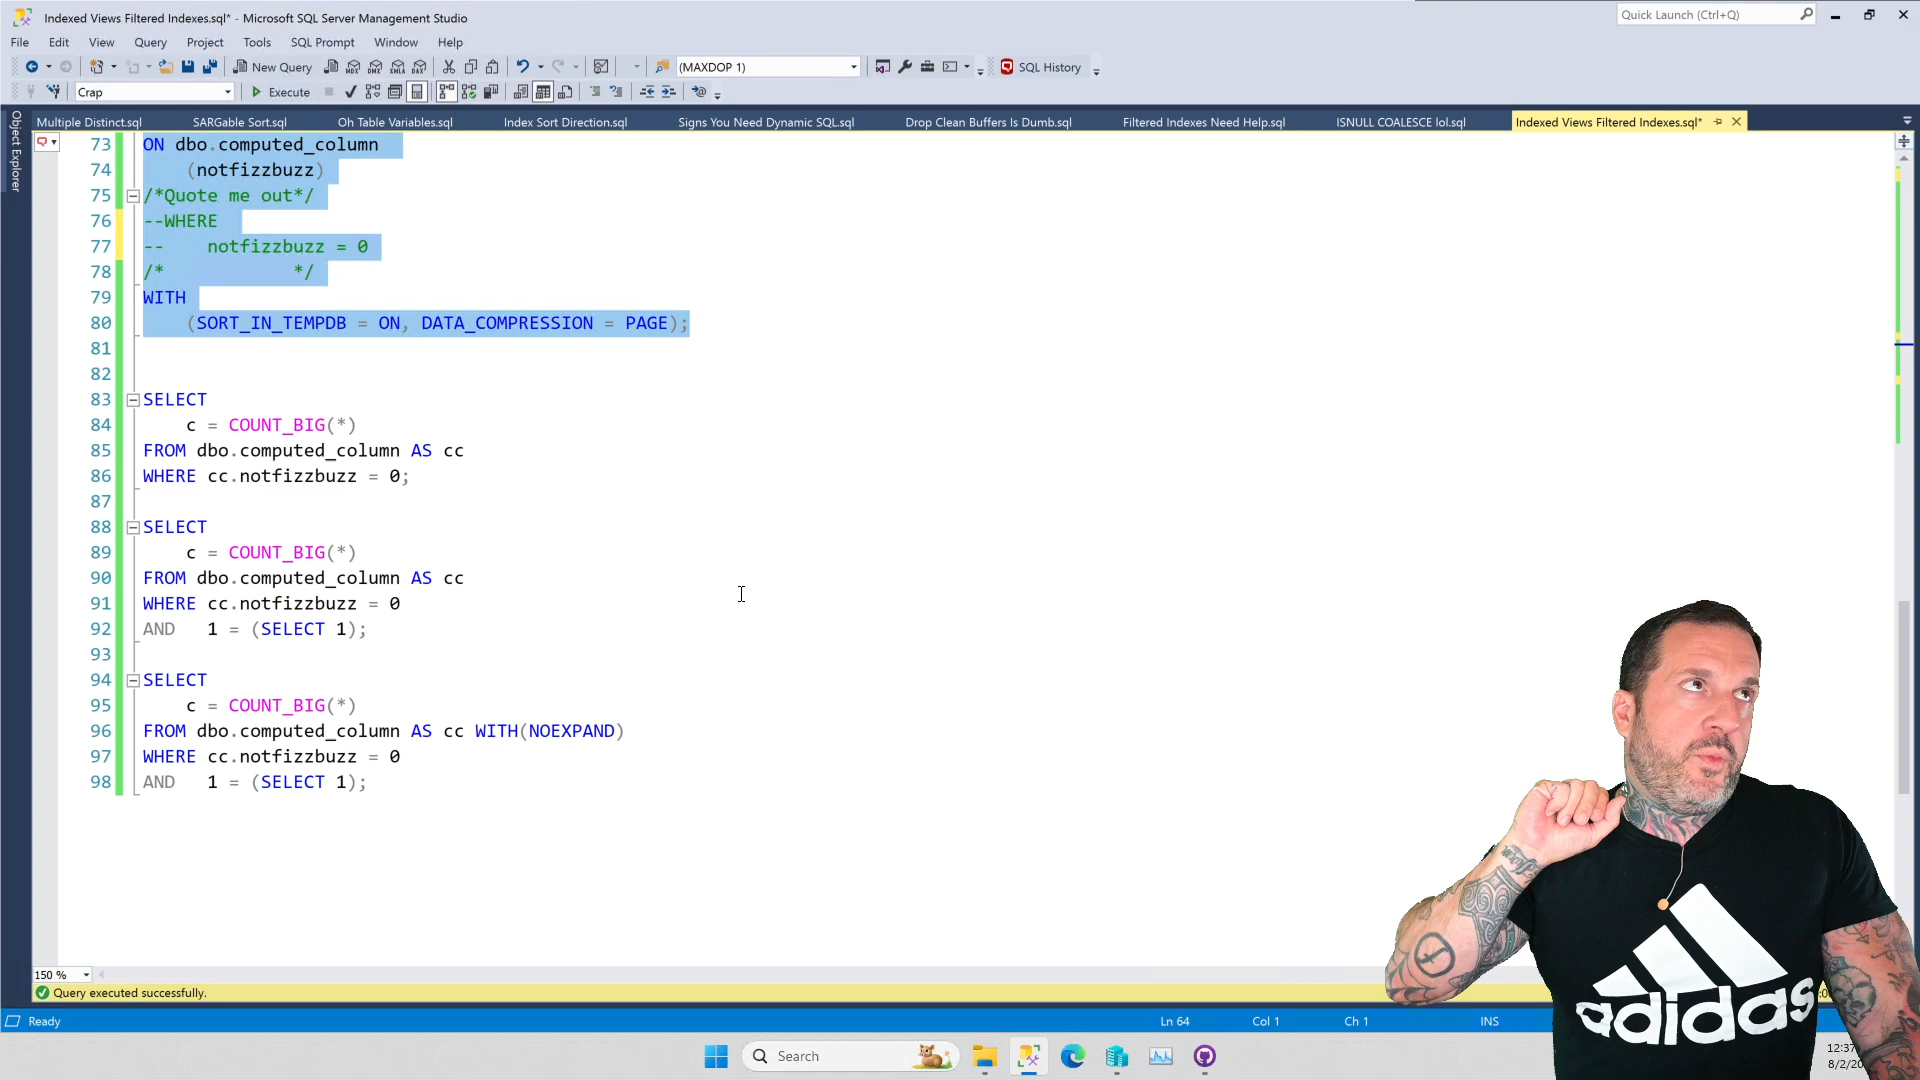 Indexed Views Filtered Indexes.sql* - Microsoft SQL Server Management Studio
Quick Launch (Ctrl+Q)
File Edit View Query Project Tools SQL Prompt Window Help
New Query
MDX DMX XMLA DAX
(MAXDOP 1)
SQL History
Crap
Execute
Multiple Distinct.sql
SARGable Sort.sql
Oh Table Variables.sql
Index Sort Direction.sql
Signs You Need Dynamic SQL.sql
Drop Clean Buffers Is Dumb.sql
Filtered Indexes Need Help.sql
ISNULL COALESCE lol.sql
Indexed Views Filtered Indexes.sql*
Object Explorer
73 ON dbo.computed_column
74 (notfizzbuzz)
75 /*Quote me out*/
76 --WHERE
77 -- notfizzbuzz = 0
78 /* */
79 WITH
80 (SORT_IN_TEMPDB = ON, DATA_COMPRESSION = PAGE);
81
82
83 SELECT
84 c = COUNT_BIG(*)
85 FROM dbo.computed_column AS cc
86 WHERE cc.notfizzbuzz = 0;
87
88 SELECT
89 c = COUNT_BIG(*)
90 FROM dbo.computed_column AS cc
91 WHERE cc.notfizzbuzz = 0
92 AND 1 = (SELECT 1);
93
94 SELECT
95 c = COUNT_BIG(*)
96 FROM dbo.computed_column AS cc WITH(NOEXPAND)
97 WHERE cc.notfizzbuzz = 0
98 AND 1 = (SELECT 1);
150 %
Query executed successfully.
Ready
Ln 64
Col 1
Ch 1
INS
Search
adidas